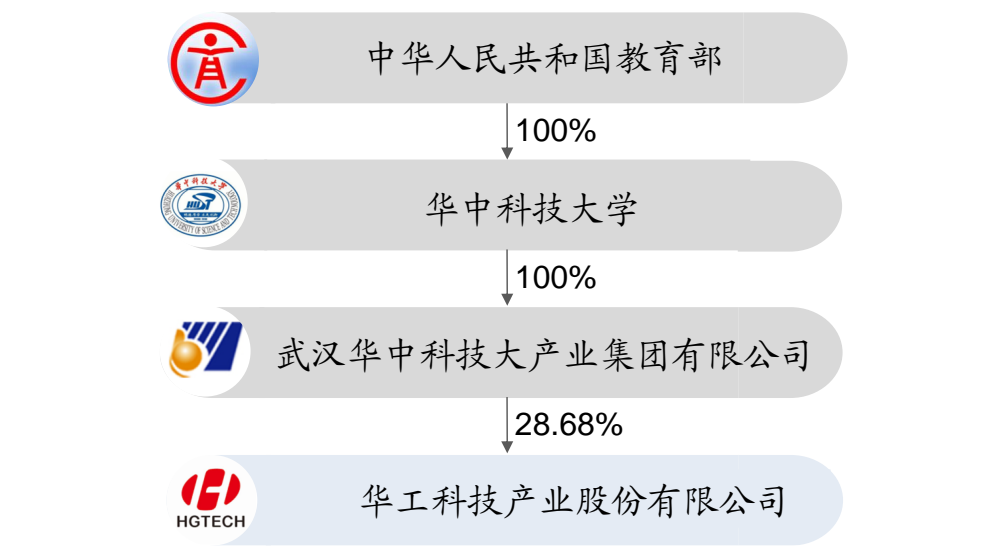 中华人民共和国教育部
100%
华中科技大学
100%
武汉华中科技大产业集团有限公司
28.68%
HGTECH
华工科技产业股份有限公司